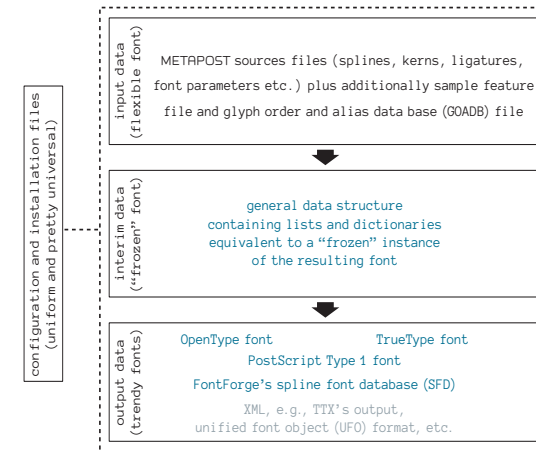 configuration and installation files
(uniform and pretty universal)
input data
(flexible font)
METAPOST sources files (splines, kerns, ligatures,
font parameters etc.) plus additionally sample feature
file and glyph order and alias data base (GOADB) file
interim data
(“frozen” font)
general data structure
containing lists and dictionaries
equivalent to a “frozen” instance
of the resulting font
output data
(trendy fonts)
OpenType font TrueType font
PostScript Type 1 font
FontForge's spline font database (SFD)
XML, e.g., TTX's output,
unified font object (UFO) format, etc.